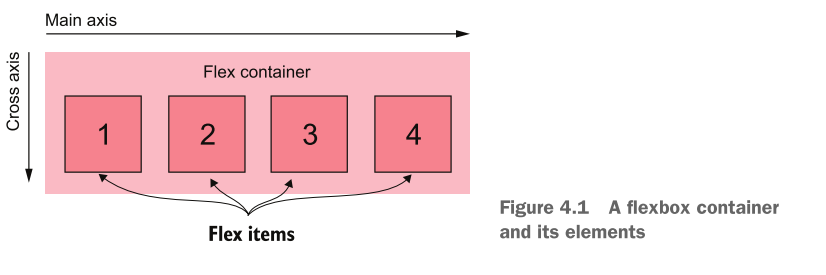 Main axis
Cross axis
Flex container
1 2 3 4
Flex items
Figure 4.1 A flexbox container
and its elements